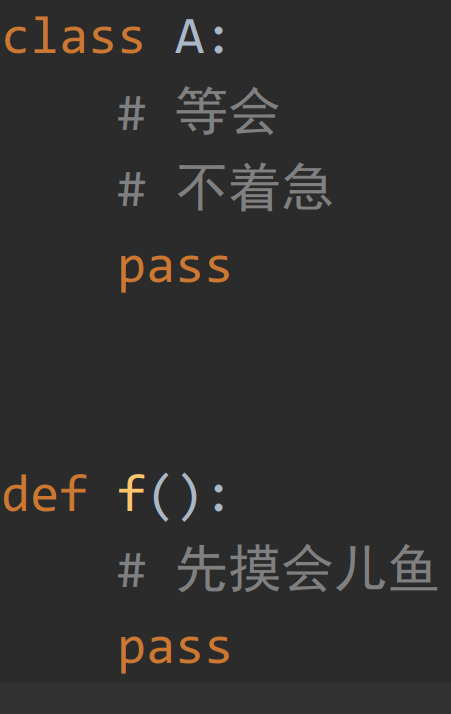 class A:
    # 等会
    # 不着急
    pass
def f():
    # 先摸会儿鱼
    pass